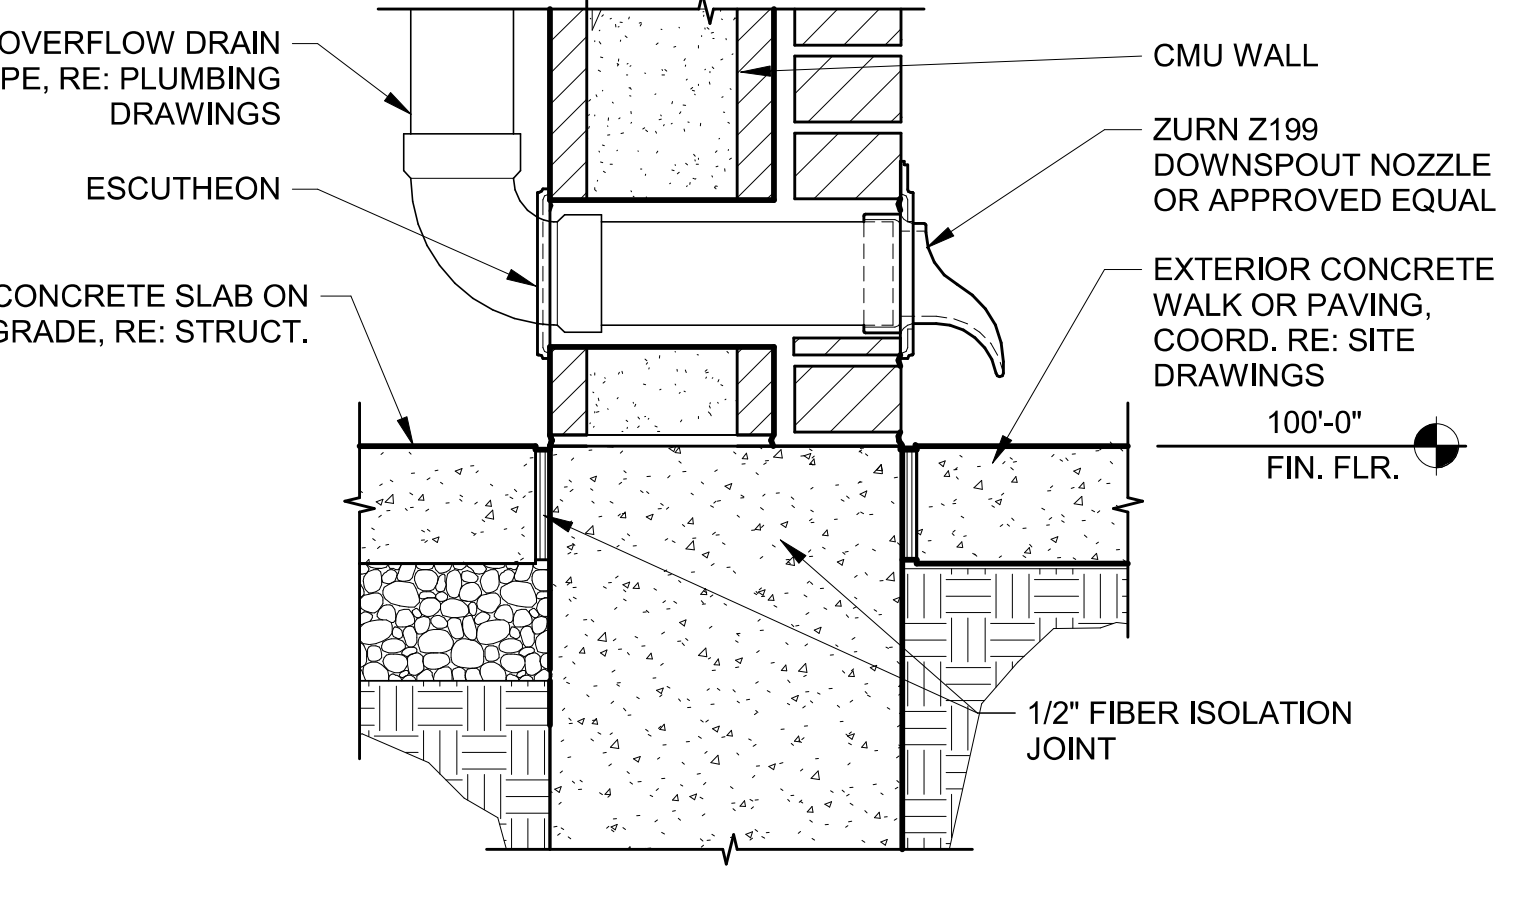 OVERFLOW DRAIN
PE, RE: PLUMBING
DRAWINGS
ESCUTHEON
CONCRETE SLAB ON
GRADE, RE: STRUCT.
CMU WALL
ZURN Z199
DOWNSPOUT NOZZLE
OR APPROVED EQUAL
EXTERIOR CONCRETE
WALK OR PAVING,
COORD. RE: SITE
DRAWINGS
100'-0"
FIN. FLR.
1/2" FIBER ISOLATION
JOINT